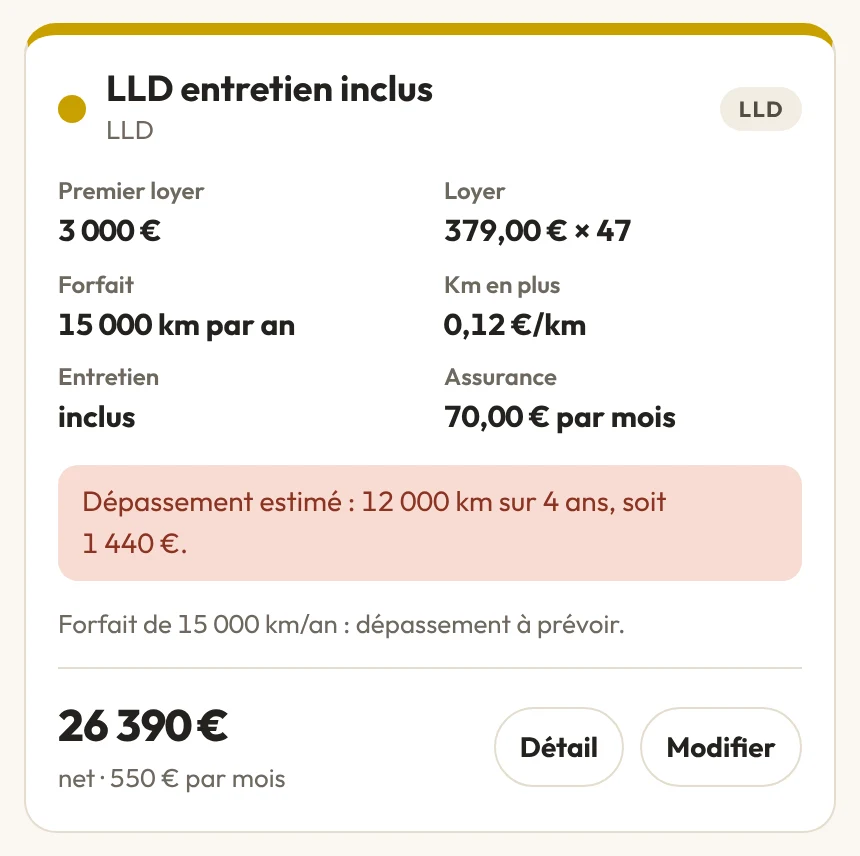 LLD entretien inclus
LLD
LLD
Premier loyer
3 000 €
Loyer
379,00 € × 47
Forfait
15 000 km par an
Km en plus
0,12 €/km
Entretien
inclus
Assurance
70,00 € par mois
Dépassement estimé : 12 000 km sur 4 ans, soit
1 440 €.
Forfait de 15 000 km/an : dépassement à prévoir.
26 390 €
net · 550 € par mois
Détail
Modifier